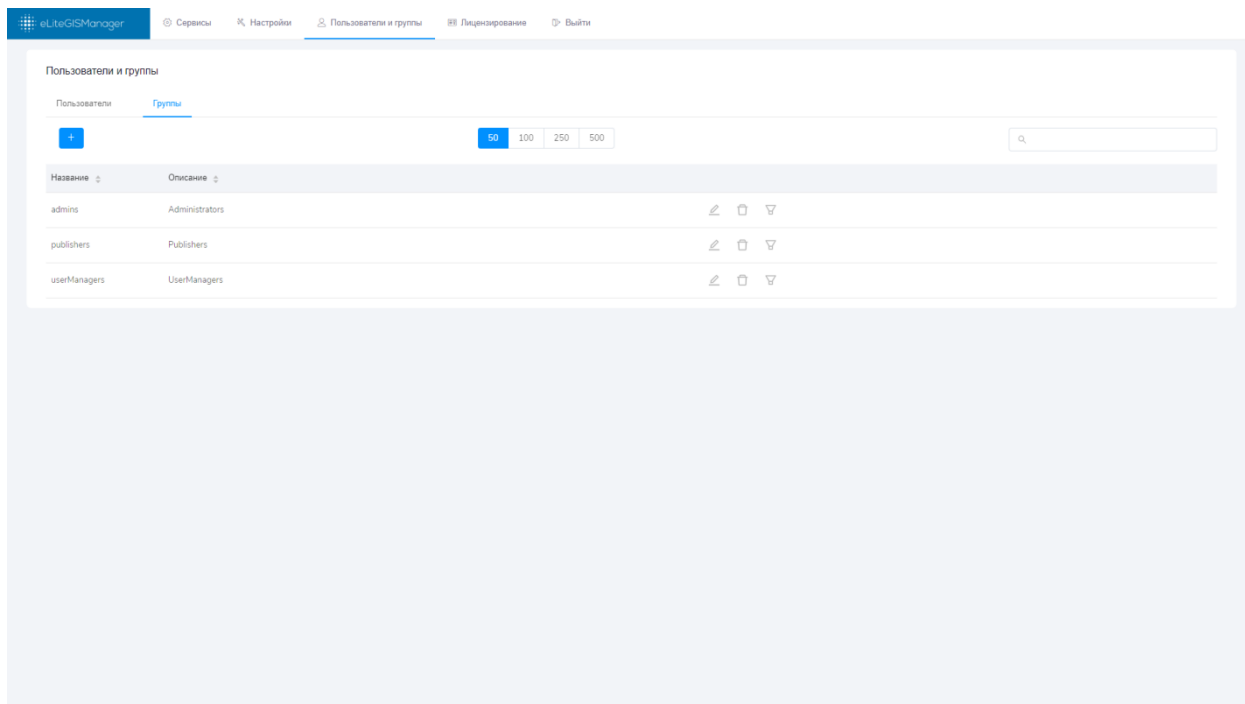 eLiteGISManager Сервисы Настройки Пользователи и группы Лицензирование Выйти
Пользователи и группы
Пользователи Группы
+ 50 100 250 500
Название Описание
admins Administrators
publishers Publishers
userManagers UserManagers